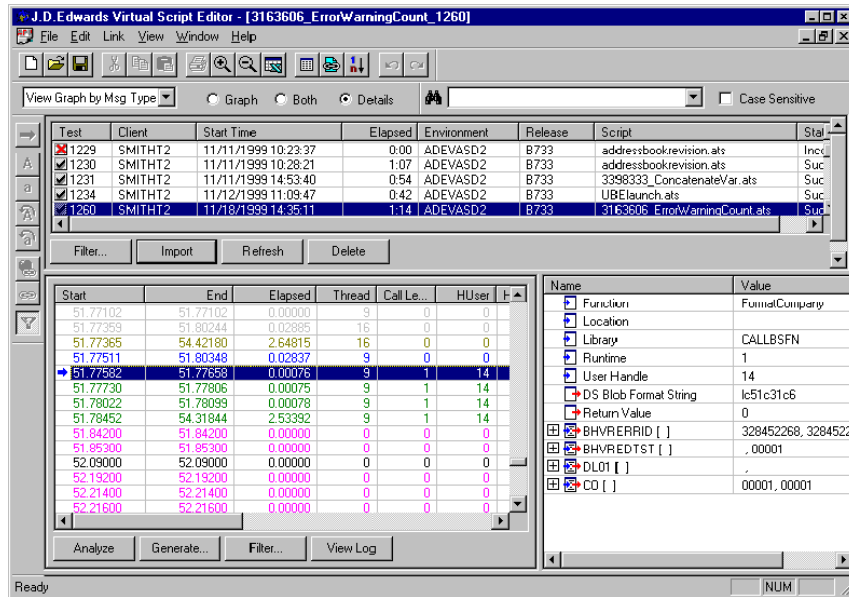 J.D.Edwards Virtual Script Editor - [3163606_ErrorWarningCount_1260]
File Edit Link View Window Help
View Graph by Msg Type Graph Both Details Case Sensitive
Test Client Start Time Elapsed Environment Release Script
1229 SMITHT2 11/11/1999 10:23:37 0:00 ADEVASD2 B733 addressbookrevision.ats
1230 SMITHT2 11/11/1999 10:28:21 1:07 ADEVASD2 B733 addressbookrevision.ats Suc
1231 SMITHT2 11/11/1999 14:53:40 0:54 ADEVASD2 B733 3398333_ConcatenateVar.ats Suc
1234 SMITHT2 11/12/1999 11:09:47 0:42 ADEVASD2 B733 UBElaunch.ats Suc
1260 SMITHT2 11/18/1999 14:35:11 1:14 ADEVASD2 B733 3163606_ErrorWarningCount.ats Suc
Filter... Import Refresh Delete
Start End Elapsed Thread Call Le... HUser H
51.77102 51.77102 0.00000 9 0 0
51.77359 51.80244 0.02885 16 0 0
51.77365 54.42180 2.64815 16 0 0
51.77511 51.80348 0.02837 9 0 0
51.77582 51.77658 0.00076 9 1 14
51.77730 51.77806 0.00075 9 1 14
51.78022 51.78099 0.00078 9 1 14
51.78452 54.31844 2.53392 9 1 14
51.84200 51.84200 0.00000 0 0 0
51.85300 51.85300 0.00000 0 0 0
52.09000 52.09000 0.00000 0 0 0
52.19200 52.19200 0.00000 0 0 0
52.21400 52.21400 0.00000 0 0 0
52.21600 52.21600 0.00000 0 0 0
Analyze Generate... Filter... View Log
Name Value
Function FormatCompany
Location
Library CALLBSFN
Runtime 1
User Handle 14
DS Blob Format String lc51c31c6
Return Value 0
BHVRERRID [ ] 328452268, 3284522
BHVREDTST [ ] , 00001
DL01 [ ] ,
CO [ ] 00001, 00001
Ready NUM